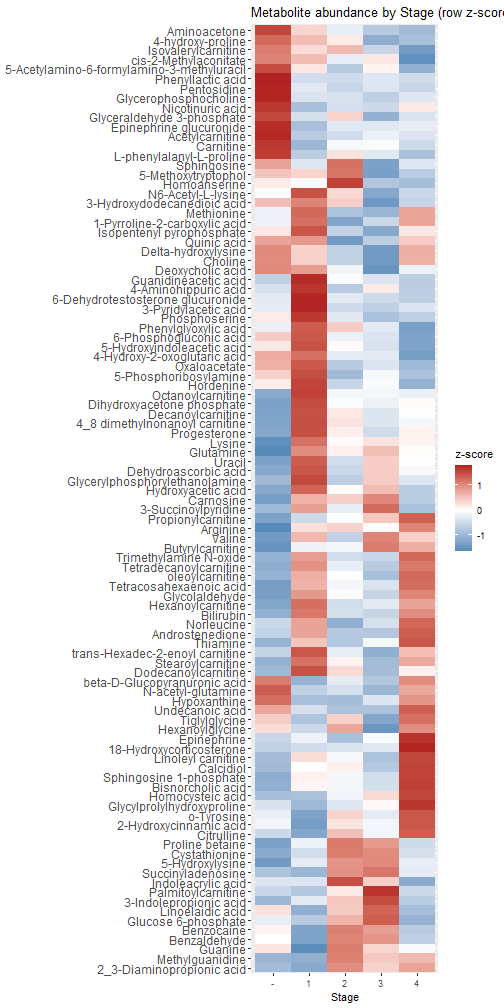 Metabolite abundance by Stage (row z-score
Aminoacetone
4-hydroxy-proline
Isovalerylcarnitine
cis-2-Methylaconitate
5-Acetylamino-6-formylamino-3-methyluracil
Phenyllactic acid
Pentosidine
Glycerophosphocholine
Nicotinuric acid
Glyceraldehyde 3-phosphate
Epinephrine glucuronide
Acetylcarnitine
Carnitine
L-phenylalanyl-L-proline
Sphingosine
5-Methoxytryptophol
Homoanserine
N6-Acetyl-L-lysine
3-Hydroxydodecanedioic acid
Methionine
1-Pyrroline-2-carboxylic acid
Isopentenyl pyrophosphate
Quinic acid
Delta-hydroxylysine
Choline
Deoxycholic acid
Guanidineacetic acid
4-Aminohippuric acid
6-Dehydrotestosterone glucuronide
3-Pyridylacetic acid
Phosphoserine
Phenylglyoxylic acid
6-Phosphogluconic acid
5-Hydroxyindoleacetic acid
4-Hydroxy-2-oxoglutaric acid
Oxaloacetate
5-Phosphoribosylamine
Hordenine
Octanoylcarnitine
Dihydroxyacetone phosphate
Decanoylcarnitine
4_8 dimethylnonanoyl carnitine
Progesterone
Lysine
Glutamine
Uracil
Dehydroascorbic acid
Glycerylphosphorylethanolamine
Hydroxyacetic acid
Carnosine
3-Succinoylpyridine
Propionylcarnitine
Arginine
Valine
Butyrylcarnitine
Trimethylamine N-oxide
Tetradecanoylcarnitine
oleoylcarnitine
Tetracosahexaenoic acid
Glycolaldehyde
Hexanoylcarnitine
Bilirubin
Norleucine
Androstenedione
Thiamine
trans-Hexadec-2-enoyl carnitine
Stearoylcarnitine
Dodecanoylcarnitine
beta-D-Glucopyranuronic acid
N-acetyl-glutamine
Hypoxanthine
Undecanoic acid
Tiglylglycine
Hexanoylglycine
Epinephrine
18-Hydroxycorticosterone
Linoleyl carnitine
Calcidiol
Sphingosine 1-phosphate
Bisnorcholic acid
Homocysteic acid
Glycylprolylhydroxyproline
o-Tyrosine
2-Hydroxycinnamic acid
Citrulline
Proline betaine
Cystathionine
5-Hydroxylysine
Succinyladenosine
Indoleacrylic acid
Palmitoylcarnitine
3-Indolepropionic acid
Linoelaidic acid
Glucose 6-phosphate
Benzocaine
Benzaldehyde
Guanine
Methylguanidine
2_3-Diaminopropionic acid
- 1 2 3 4
Stage
z-score
1
0
-1